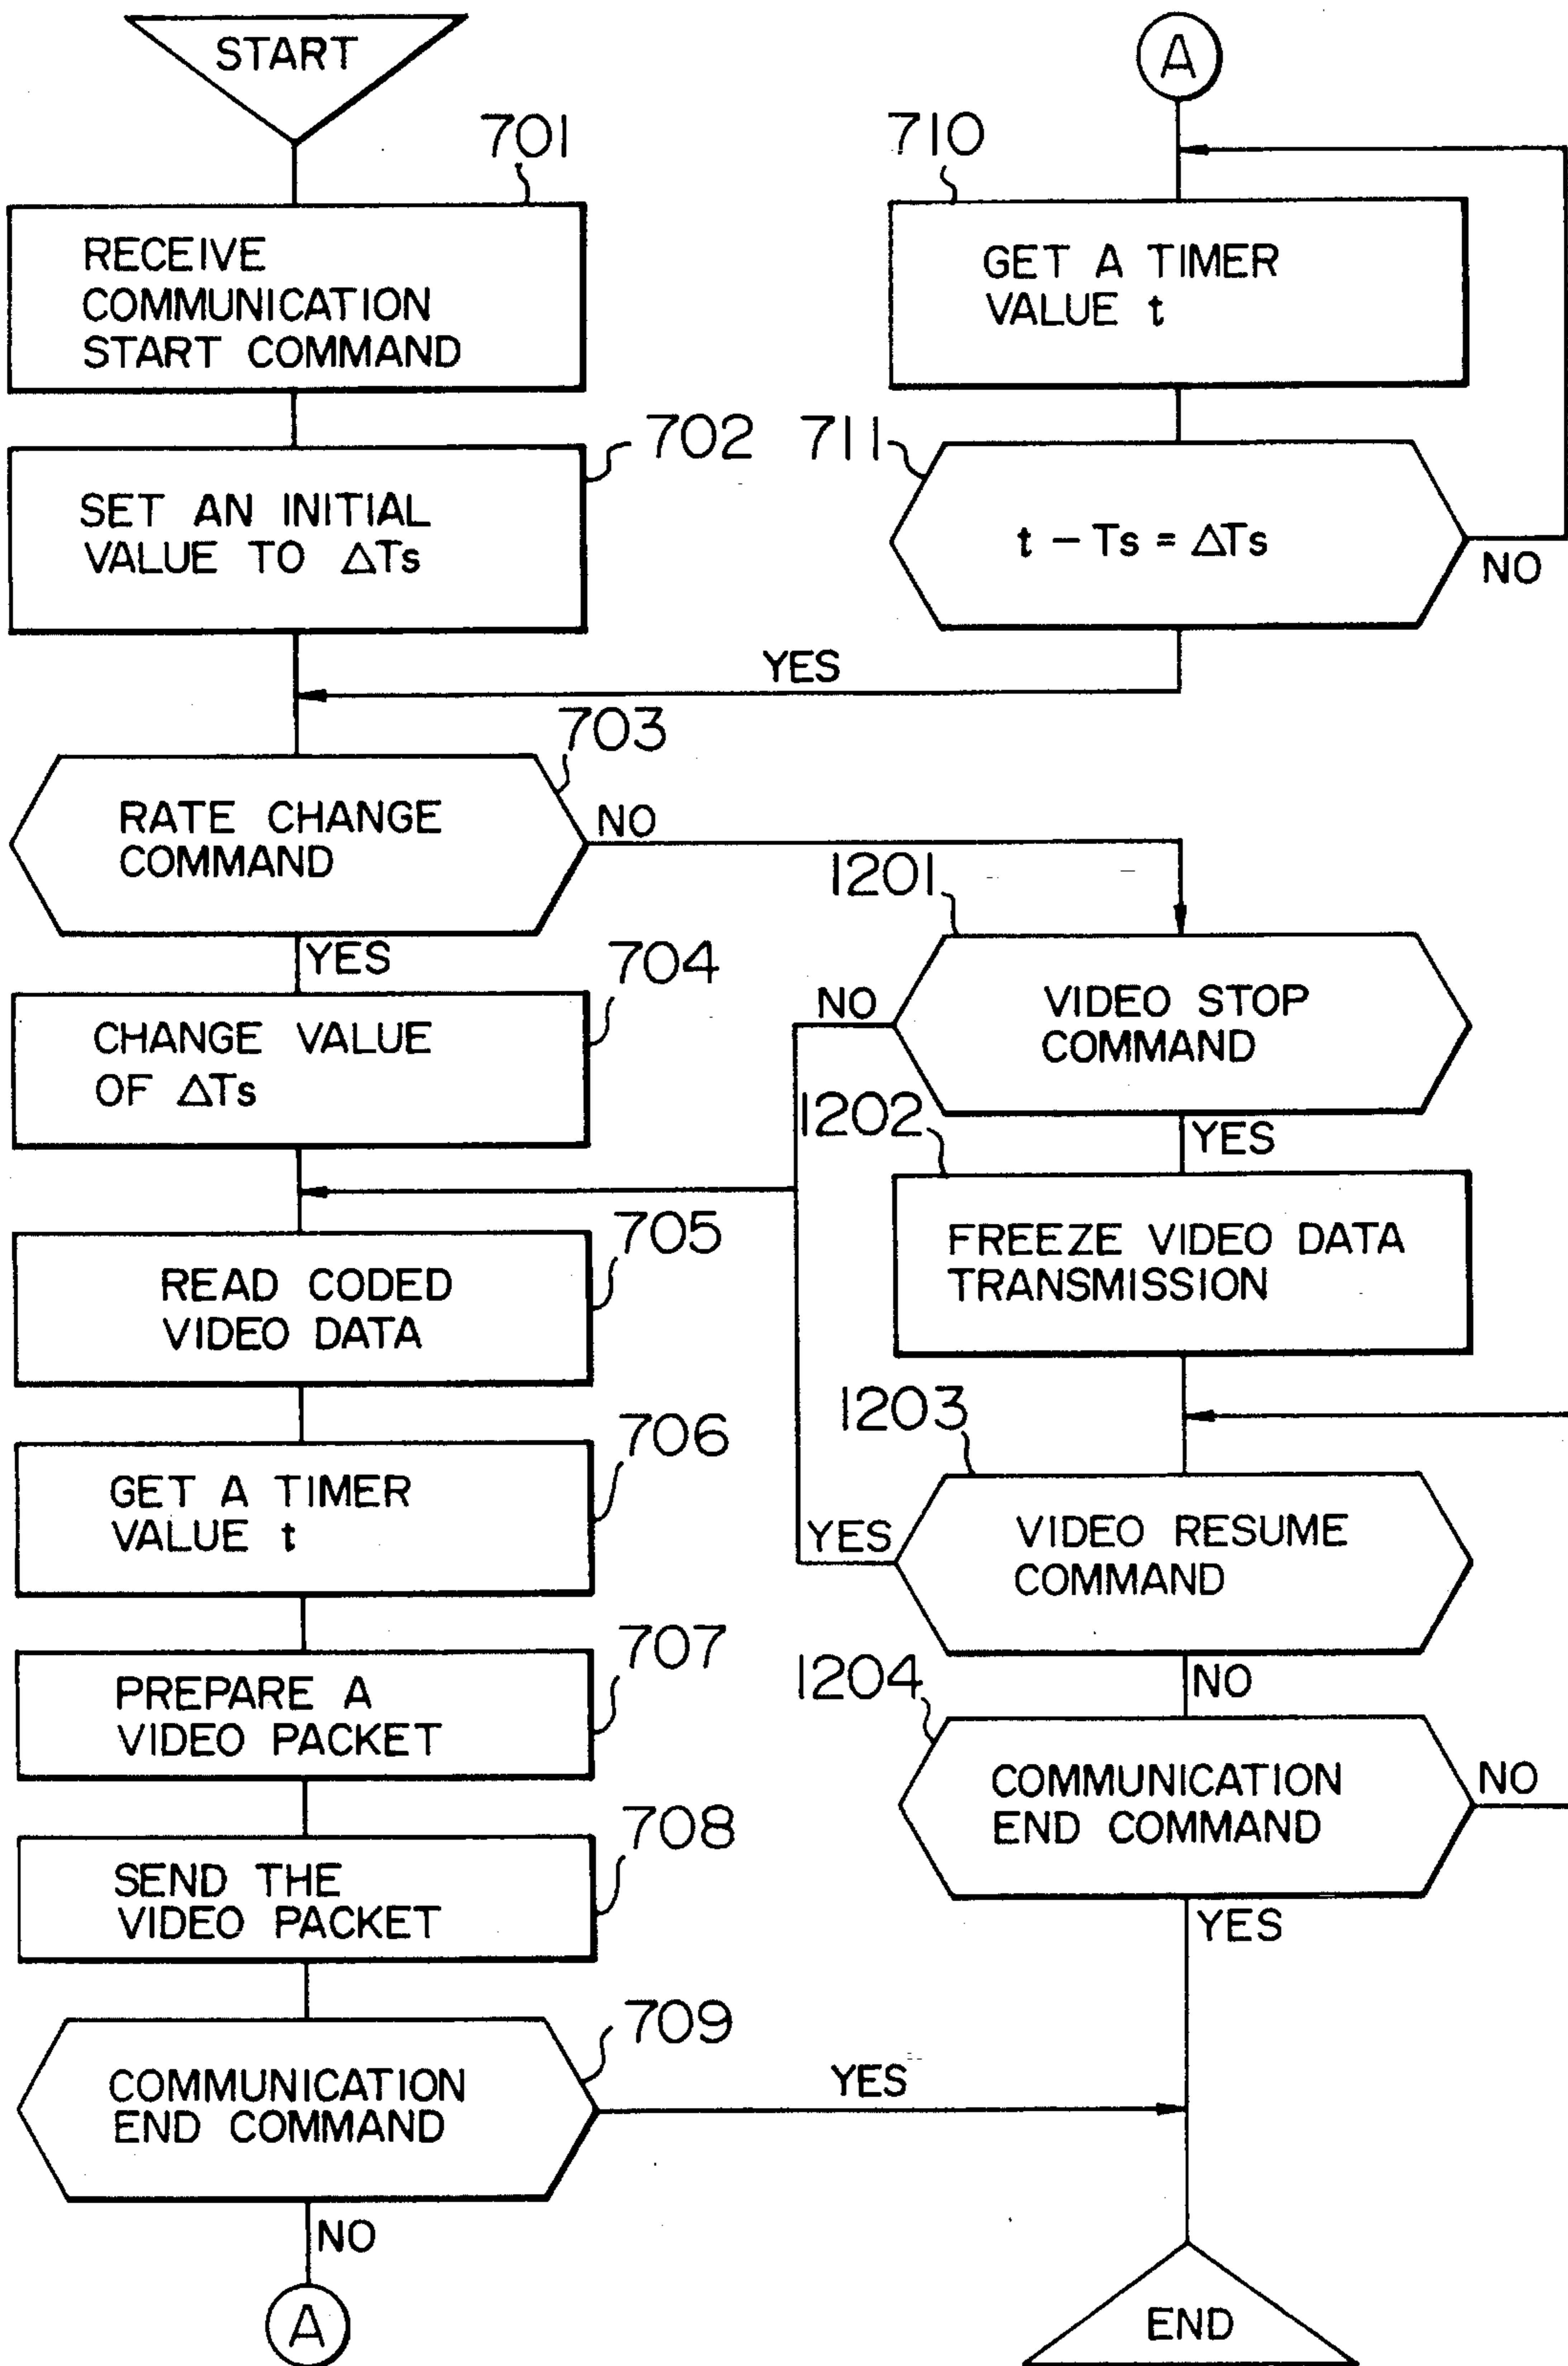 START
701
RECEIVE
COMMUNICATION
START COMMAND
702
SET AN INITIAL
VALUE TO ΔTs
703
RATE CHANGE
COMMAND
NO
YES
704
CHANGE VALUE
OF ΔTs
705
READ CODED
VIDEO DATA
706
GET A TIMER
VALUE t
707
PREPARE A
VIDEO PACKET
708
SEND THE
VIDEO PACKET
709
COMMUNICATION
END COMMAND
YES
NO
A
A
710
GET A TIMER
VALUE t
711
t – Ts = ΔTs
NO
YES
1201
VIDEO STOP
COMMAND
NO
YES
1202
FREEZE VIDEO DATA
TRANSMISSION
1203
VIDEO RESUME
COMMAND
YES
NO
1204
COMMUNICATION
END COMMAND
NO
YES
END